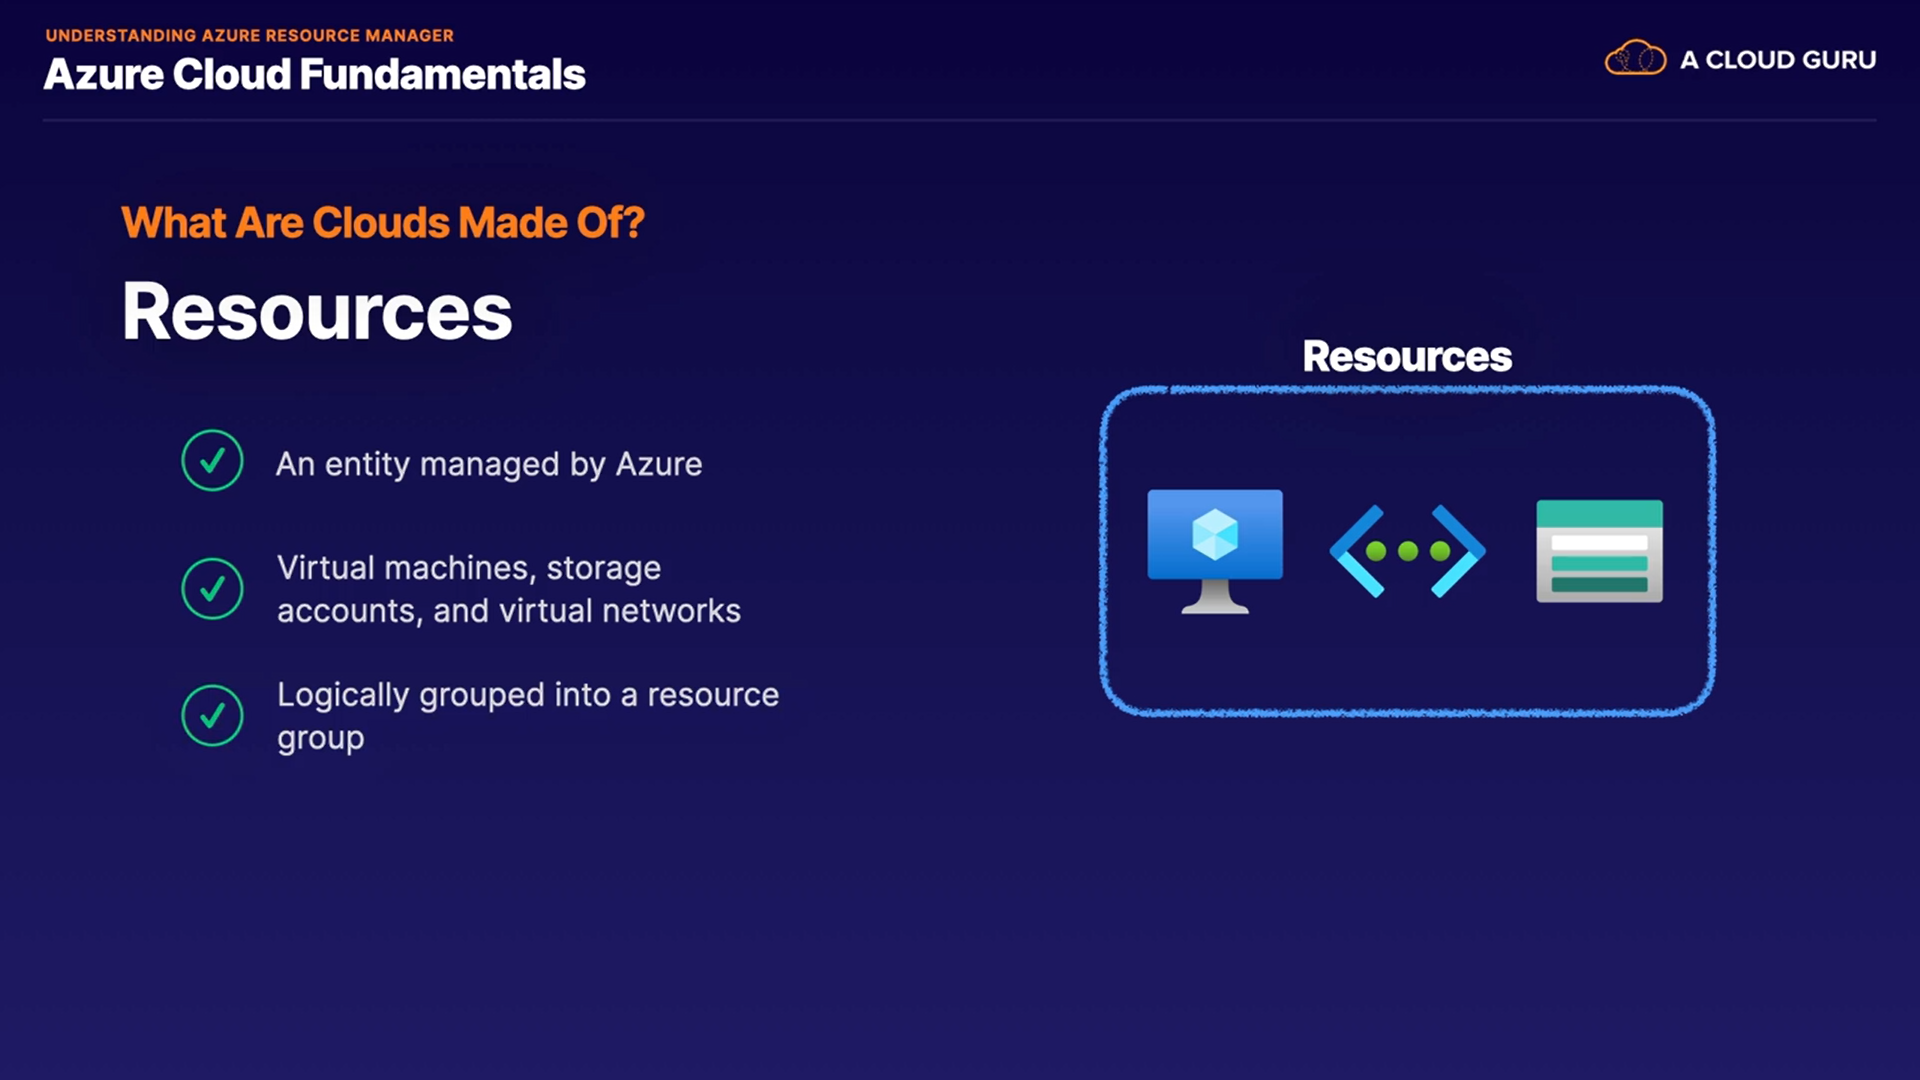 UNDERSTANDING AZURE RESOURCE MANAGER
Azure Cloud Fundamentals
A CLOUD GURU
What Are Clouds Made Of?
Resources
An entity managed by Azure
Virtual machines, storage
accounts, and virtual networks
Logically grouped into a resource
group
Resources